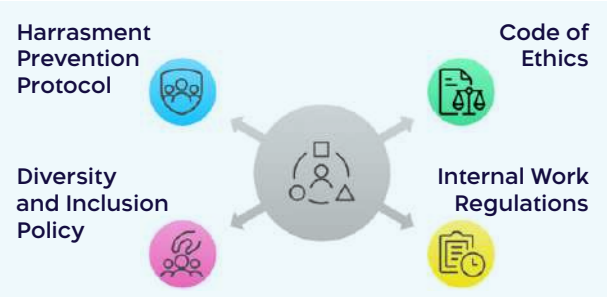 Harrasment
Prevention
Protocol
Code of
Ethics
Diversity
and Inclusion
Policy
Internal Work
Regulations